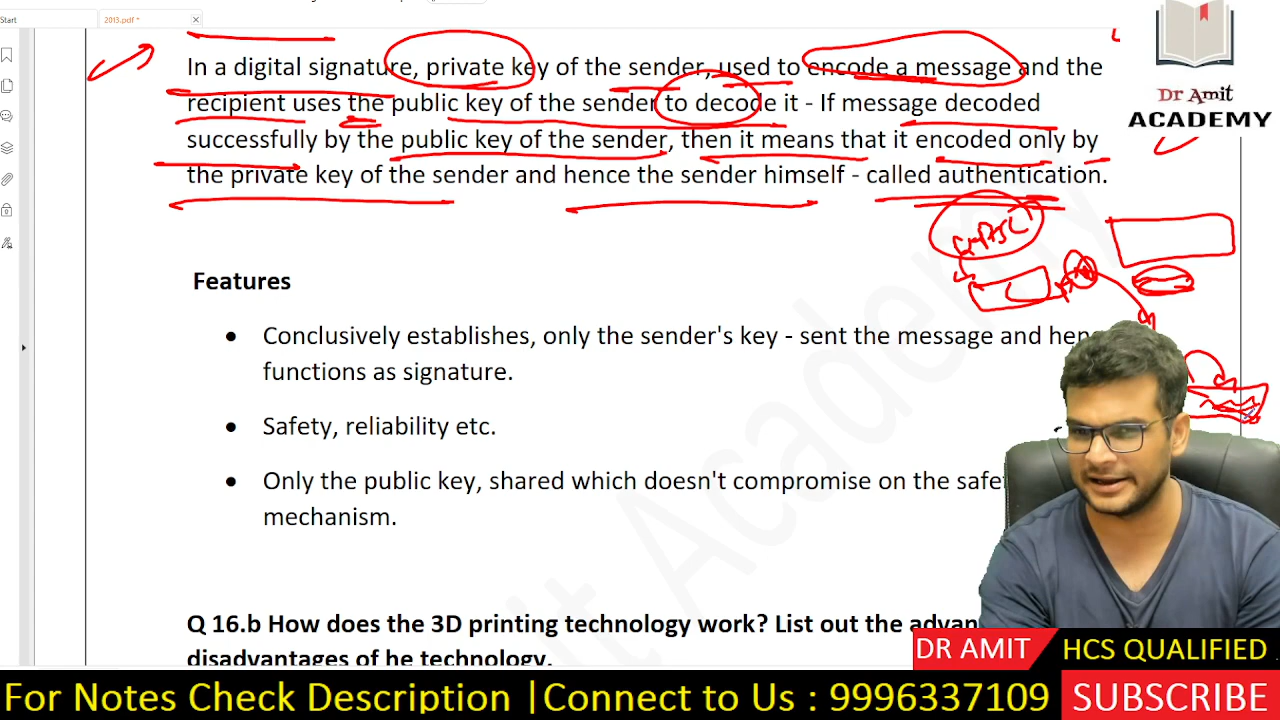 Start
2013.pdf *
In a digital signature, private key of the sender, used to encode a message and the
recipient uses the public key of the sender to decode it - If message decoded
successfully by the public key of the sender, then it means that it encoded only by
the private key of the sender and hence the sender himself - called authentication.
Dr Amit
ACADEMY
Features
Conclusively establishes, only the sender's key - sent the message and hen
functions as signature.
Safety, reliability etc.
Only the public key, shared which doesn't compromise on the safe
mechanism.
it Academy
Q 16.b How does the 3D printing technology work? List out the advan
disadvantages of he technology.
DR AMIT
HCS QUALIFIED
For Notes Check Description | Connect to Us : 9996337109
SUBSCRIBE